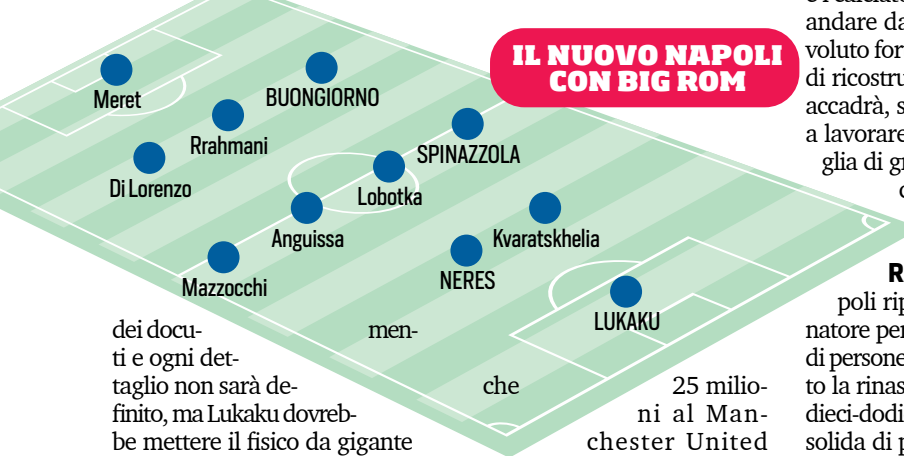 IL NUOVO NAPOLI
CON BIG ROM
Meret
BUONGIORNO
Rrahmani
SPINAZZOLA
Di Lorenzo
Lobotka
Anguissa
Kvaratskhelia
Mazzocchi
NERES
LUKAKU
dei docu- men-
ti e ogni det-
taglio non sarà de- che
finito, ma Lukaku dovreb-
be mettere il fisico da gigante
25 milio-
ni al Man-
chester United
andare da
voluto for
di ricostru
accadrà, s
a lavorare
glia di gr
R
poli rip
natore per
di persone
to la rinas
dieci-dodi
solida di p